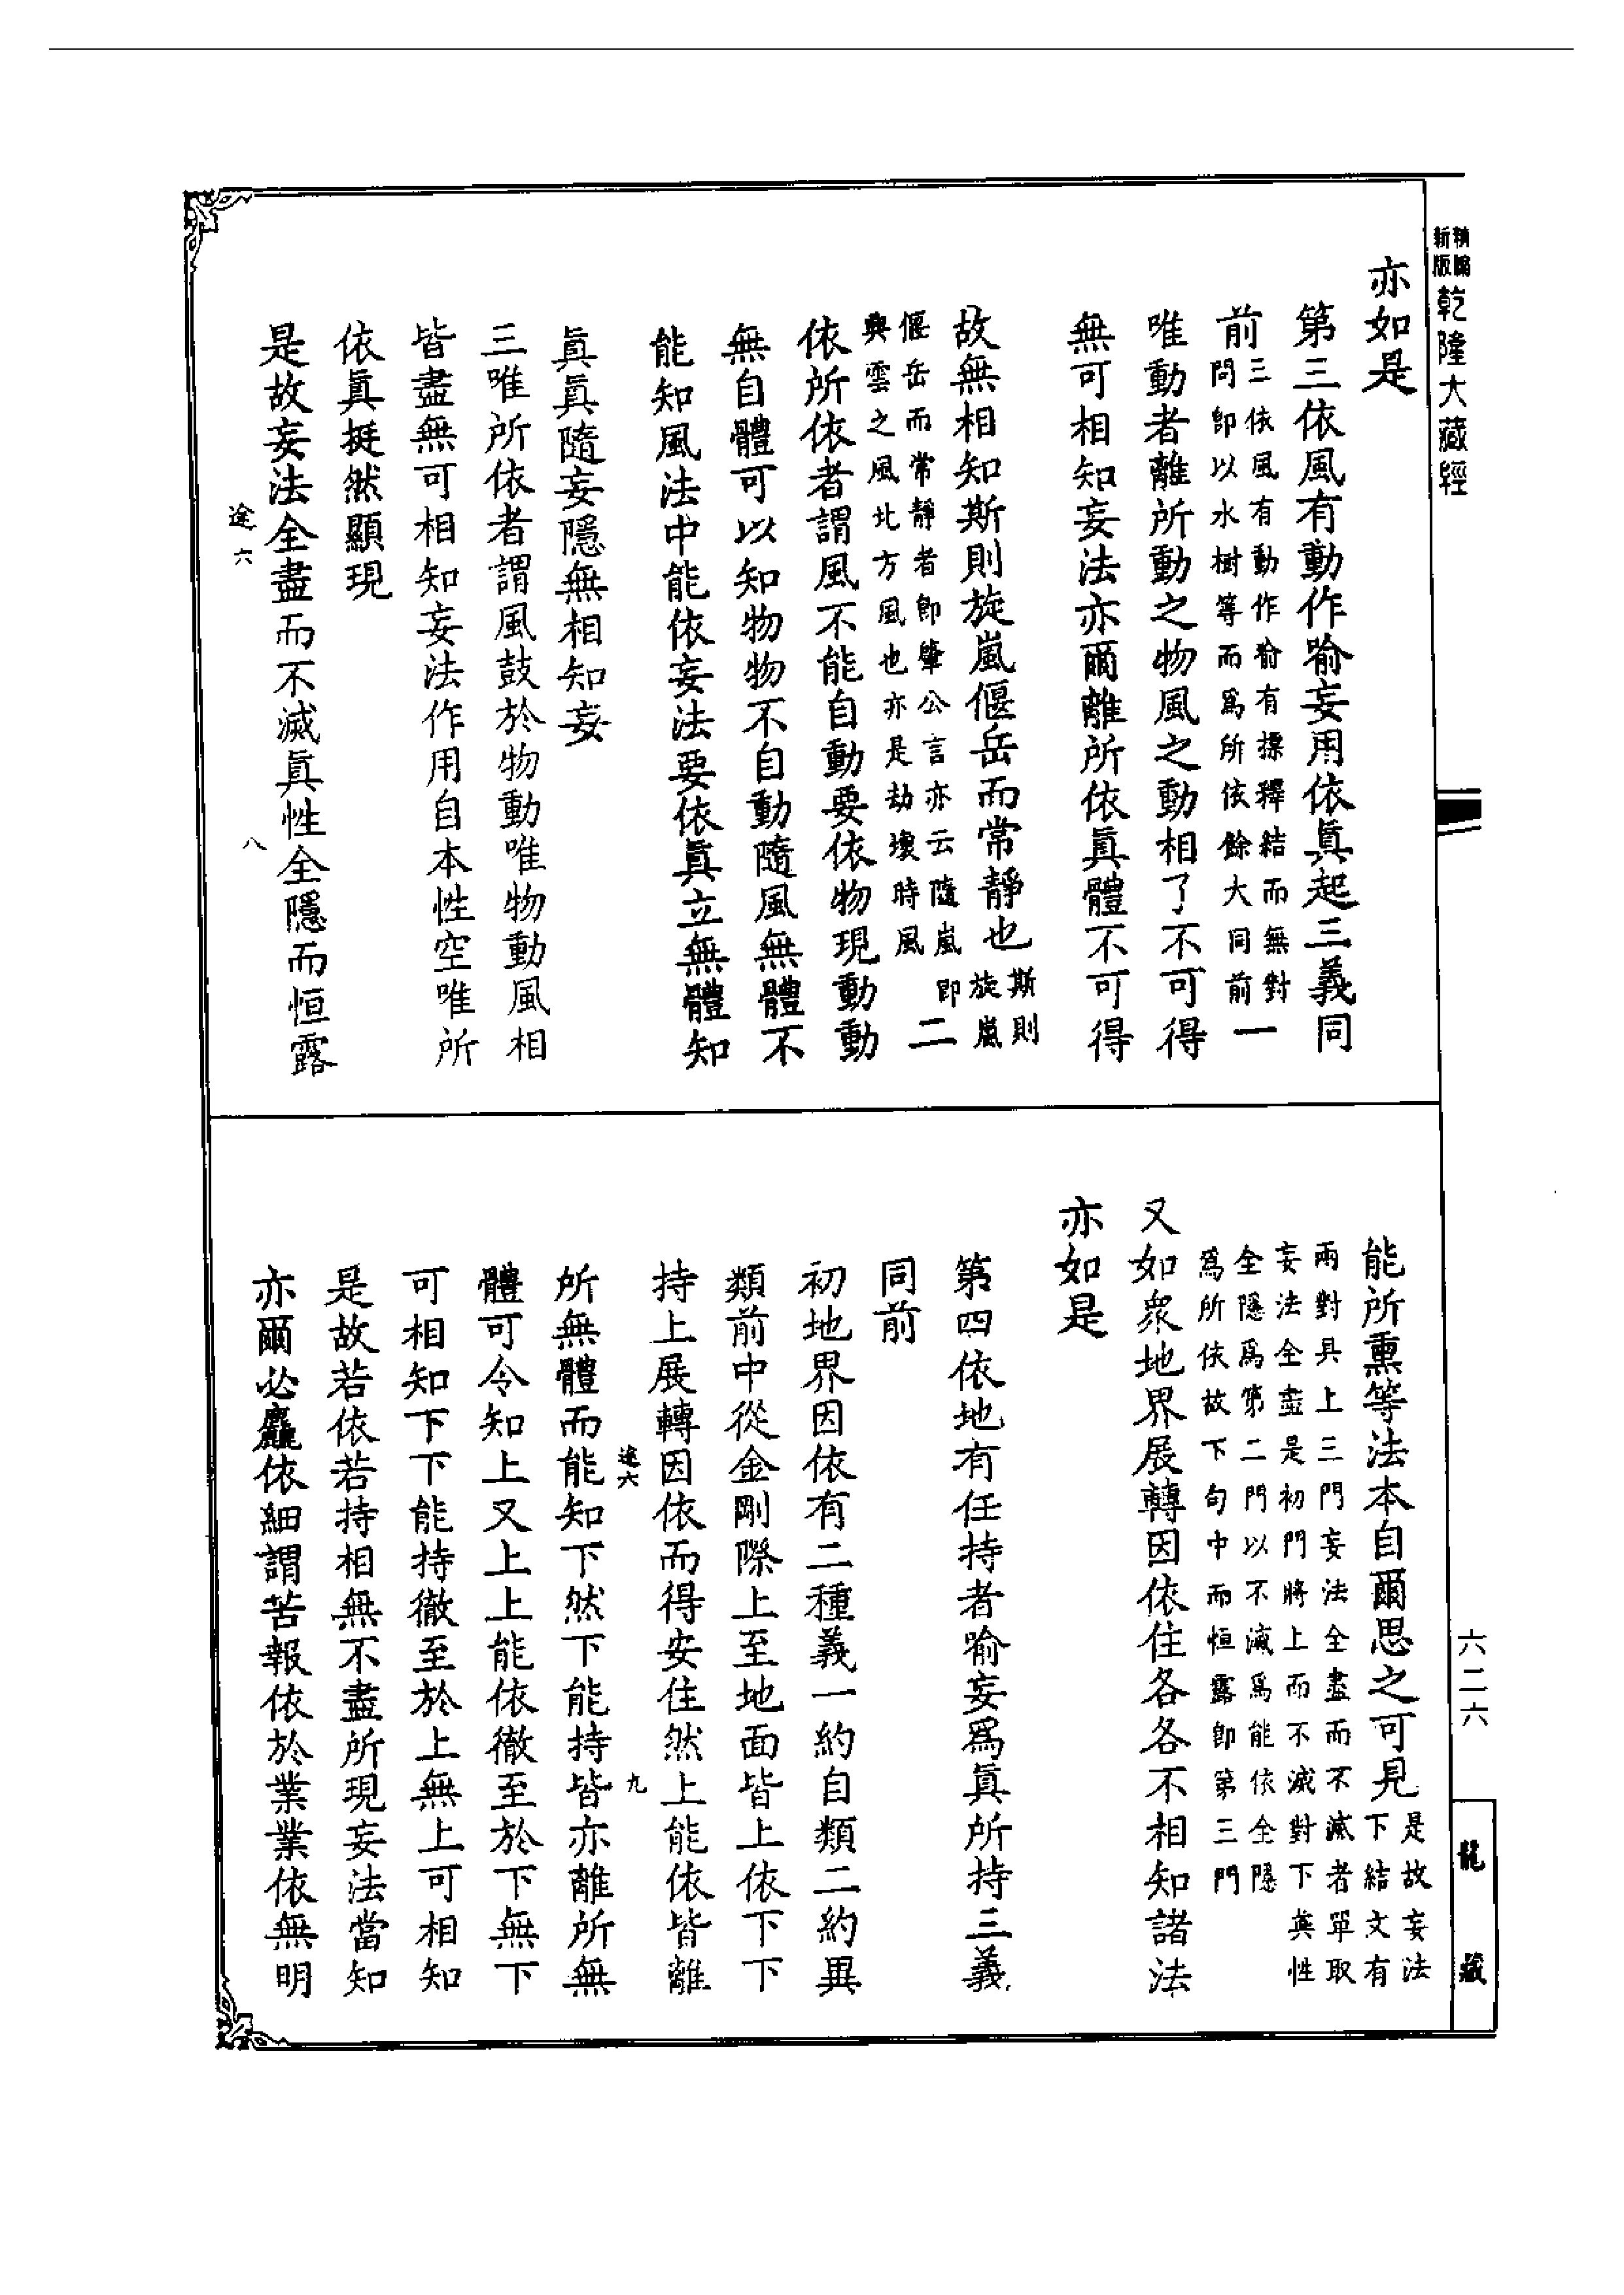 新編
新版
乾隆大藏經
亦如是
第三依風有動作喻妄用依眞起三義同
前
三依風有動作喻有標釋結而無對
問卽以水樹等而爲所依餘大同前
一
唯動者離所動之物風之動相了不可得
無可相知妄法亦爾離所依眞體不可得
故無相知斯則旋嵐偃岳而常靜也
斯則
旋嵐
偃岳而常靜者卽肇公言亦云隨嵐卽
興雲之風北方風也亦是劫壞時風
二
依所依者謂風不能自動要依物現動動
無自體可以知物物不自動隨風無體不
能知風法中能依妄法要依眞立無體知
眞眞隨妄隱無相知妄
三唯所依者謂風鼓於物動唯物動風相
皆盡無可相知妄法作用自本性空唯所
依眞挺然顯現
是故妄法全盡而不滅眞性全隱而恒露
途六
八
能所熏等法本自爾思之可見
是故妄法
下結文有
兩對具上三門妄法全盡而不滅者單取
妄法全盡是初門將上而不滅對下眞性
全隱爲第二門以不滅爲能依全隱
爲所依故下句中而恒露卽第三門
又如衆地界展轉因依住各各不相知諸法
亦如是
第四依地有任持者喻妄爲眞所持三義
同前
初地界因依有二種義一約自類二約異
類前中從金剛際上至地面皆上依下下
持上展轉因依而得安住然上能依皆離
所無體而能知下然下能持皆亦離所無
途六
九
體可令知上又上上能依徹至於下無下
可相知下下能持徹至於上無上可相知
是故若依若持相無不盡所現妄法當知
亦爾必麤依細謂苦報依於業業依無明
六二六
龍藏